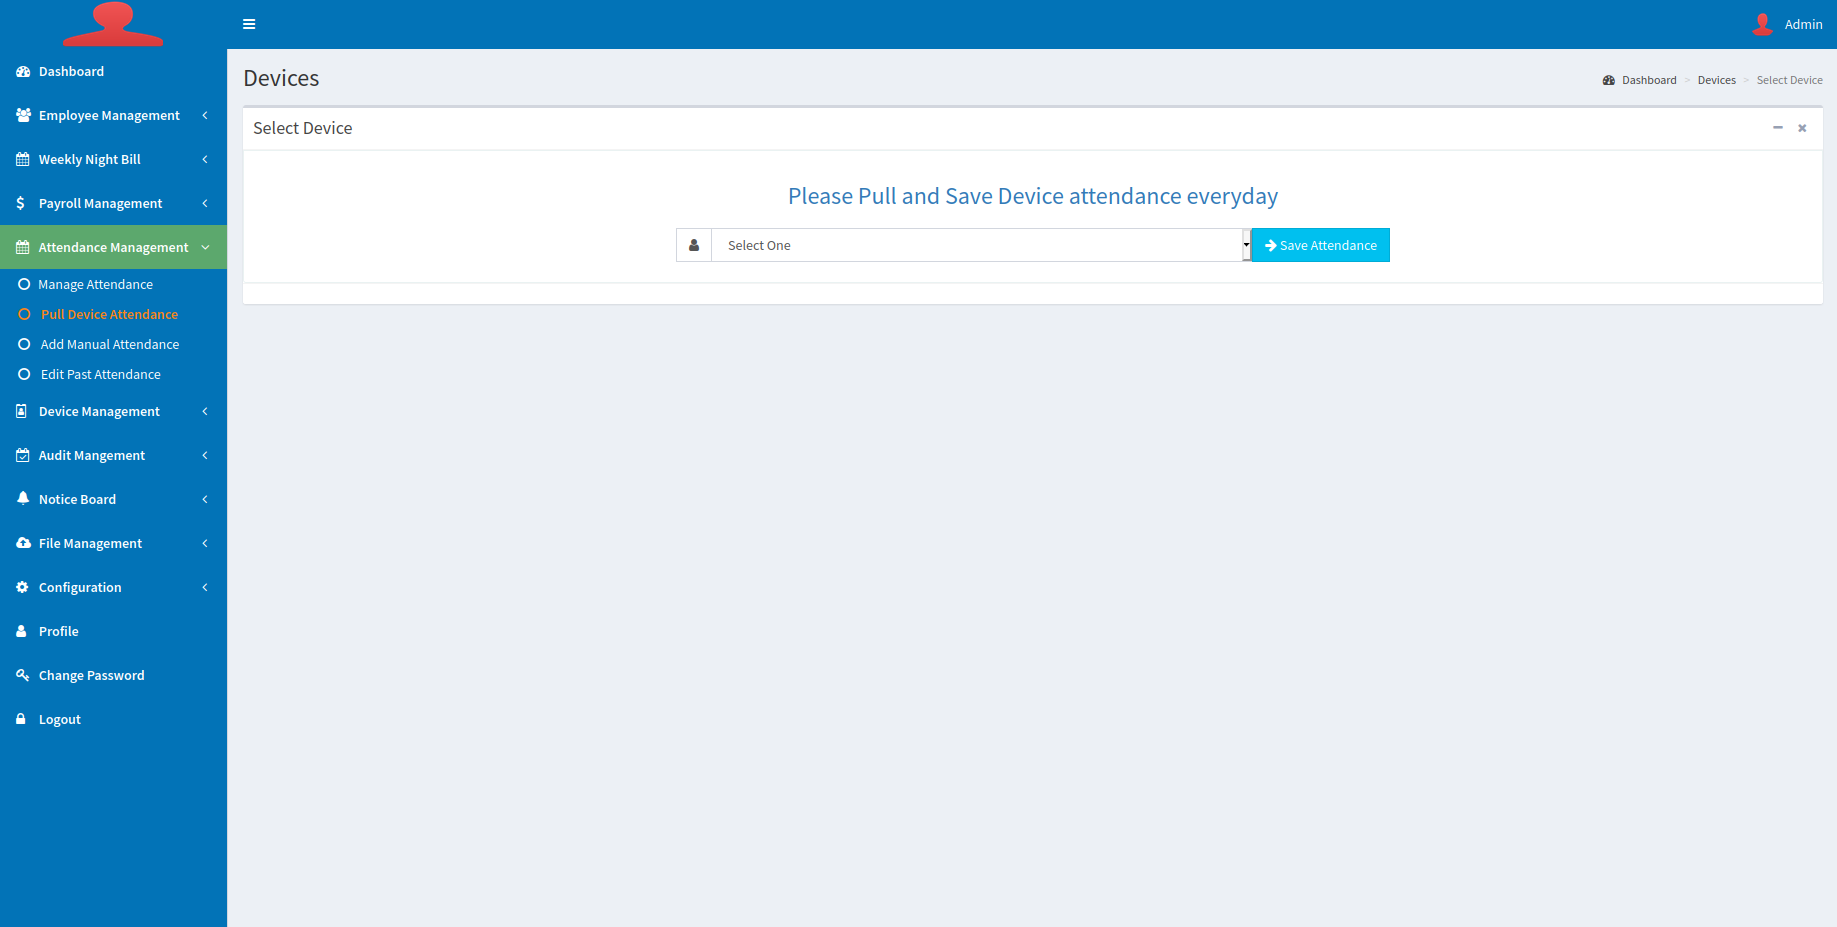 Admin
Dashboard
Employee Management
Weekly Night Bill
Payroll Management
Attendance Management
Manage Attendance
Pull Device Attendance
Add Manual Attendance
Edit Past Attendance
Device Management
Audit Mangement
Notice Board
File Management
Configuration
Profile
Change Password
Logout
Devices
Dashboard > Devices > Select Device
Select Device
Please Pull and Save Device attendance everyday
Select One
Save Attendance